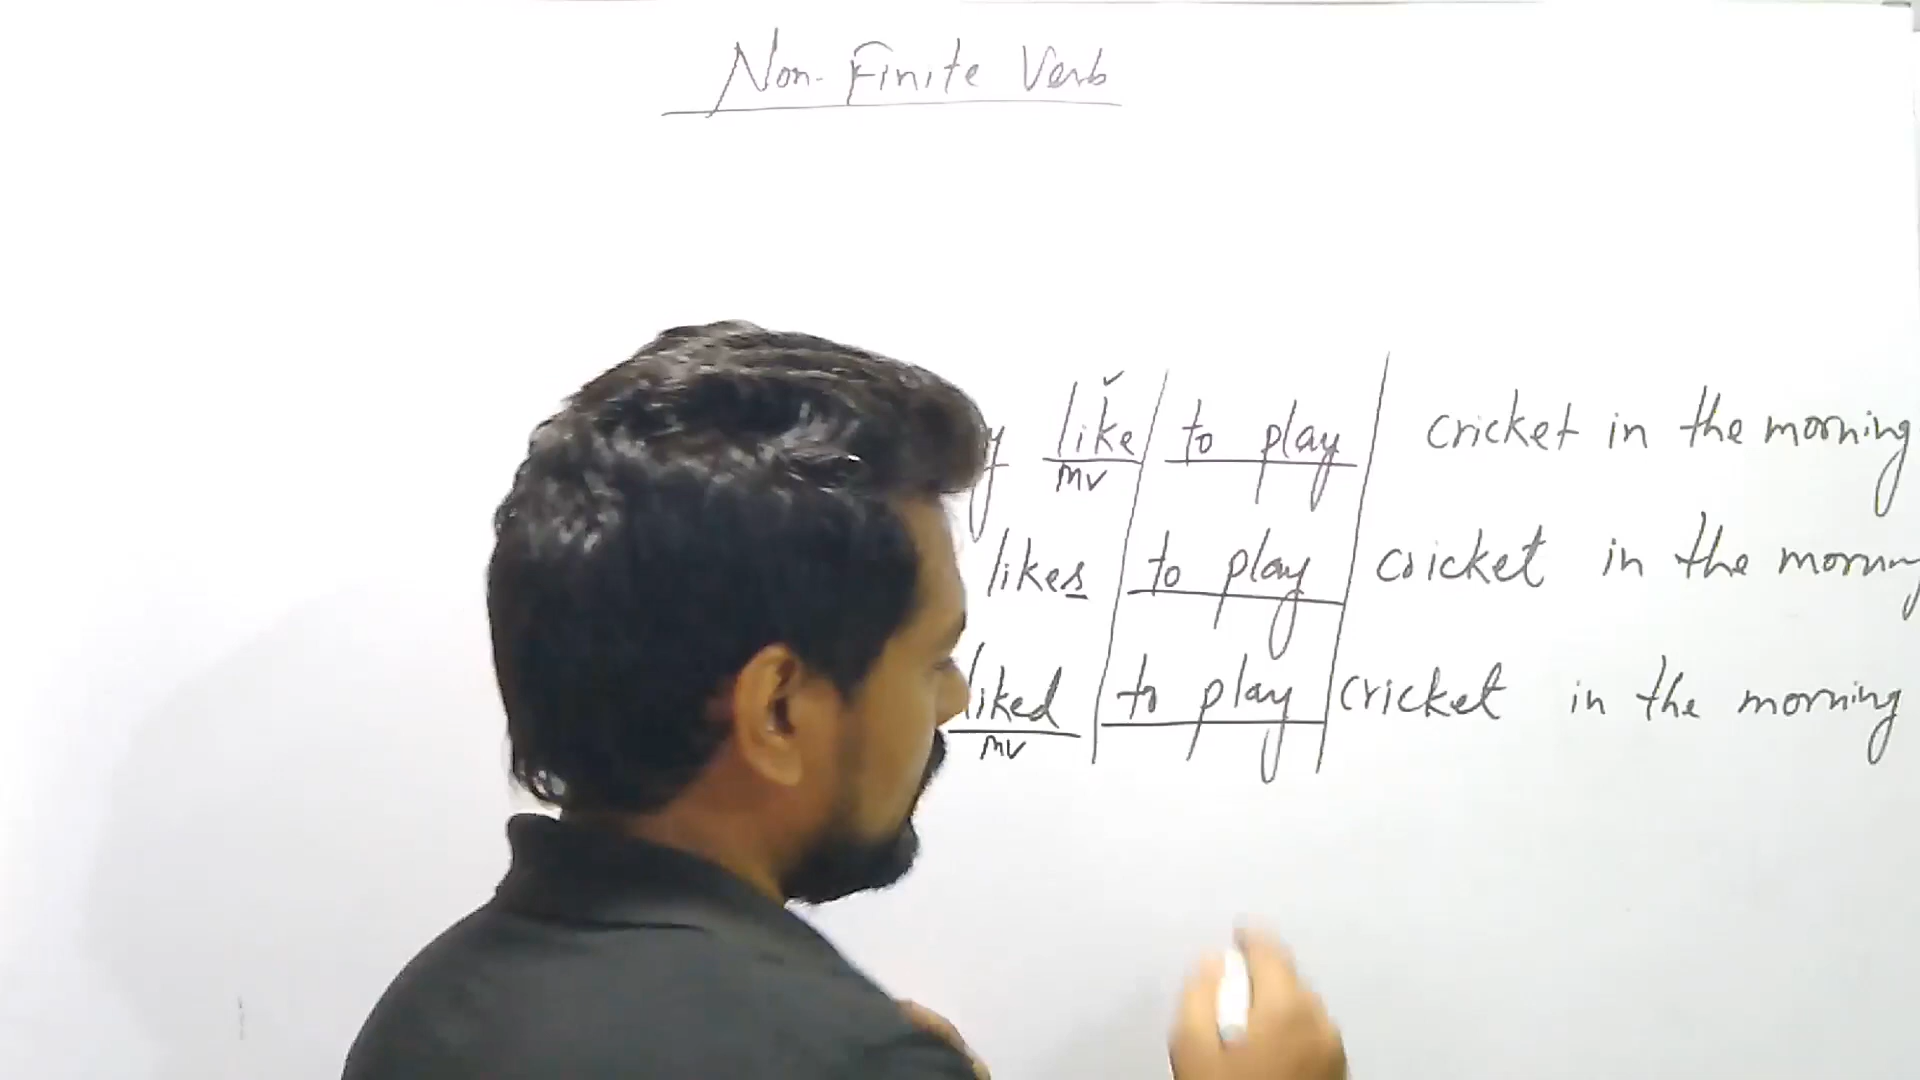 Non-Finite Verb
like to play cricket in the morning
mv
likes to play cricket in the
liked to play cricket in the morning
mv